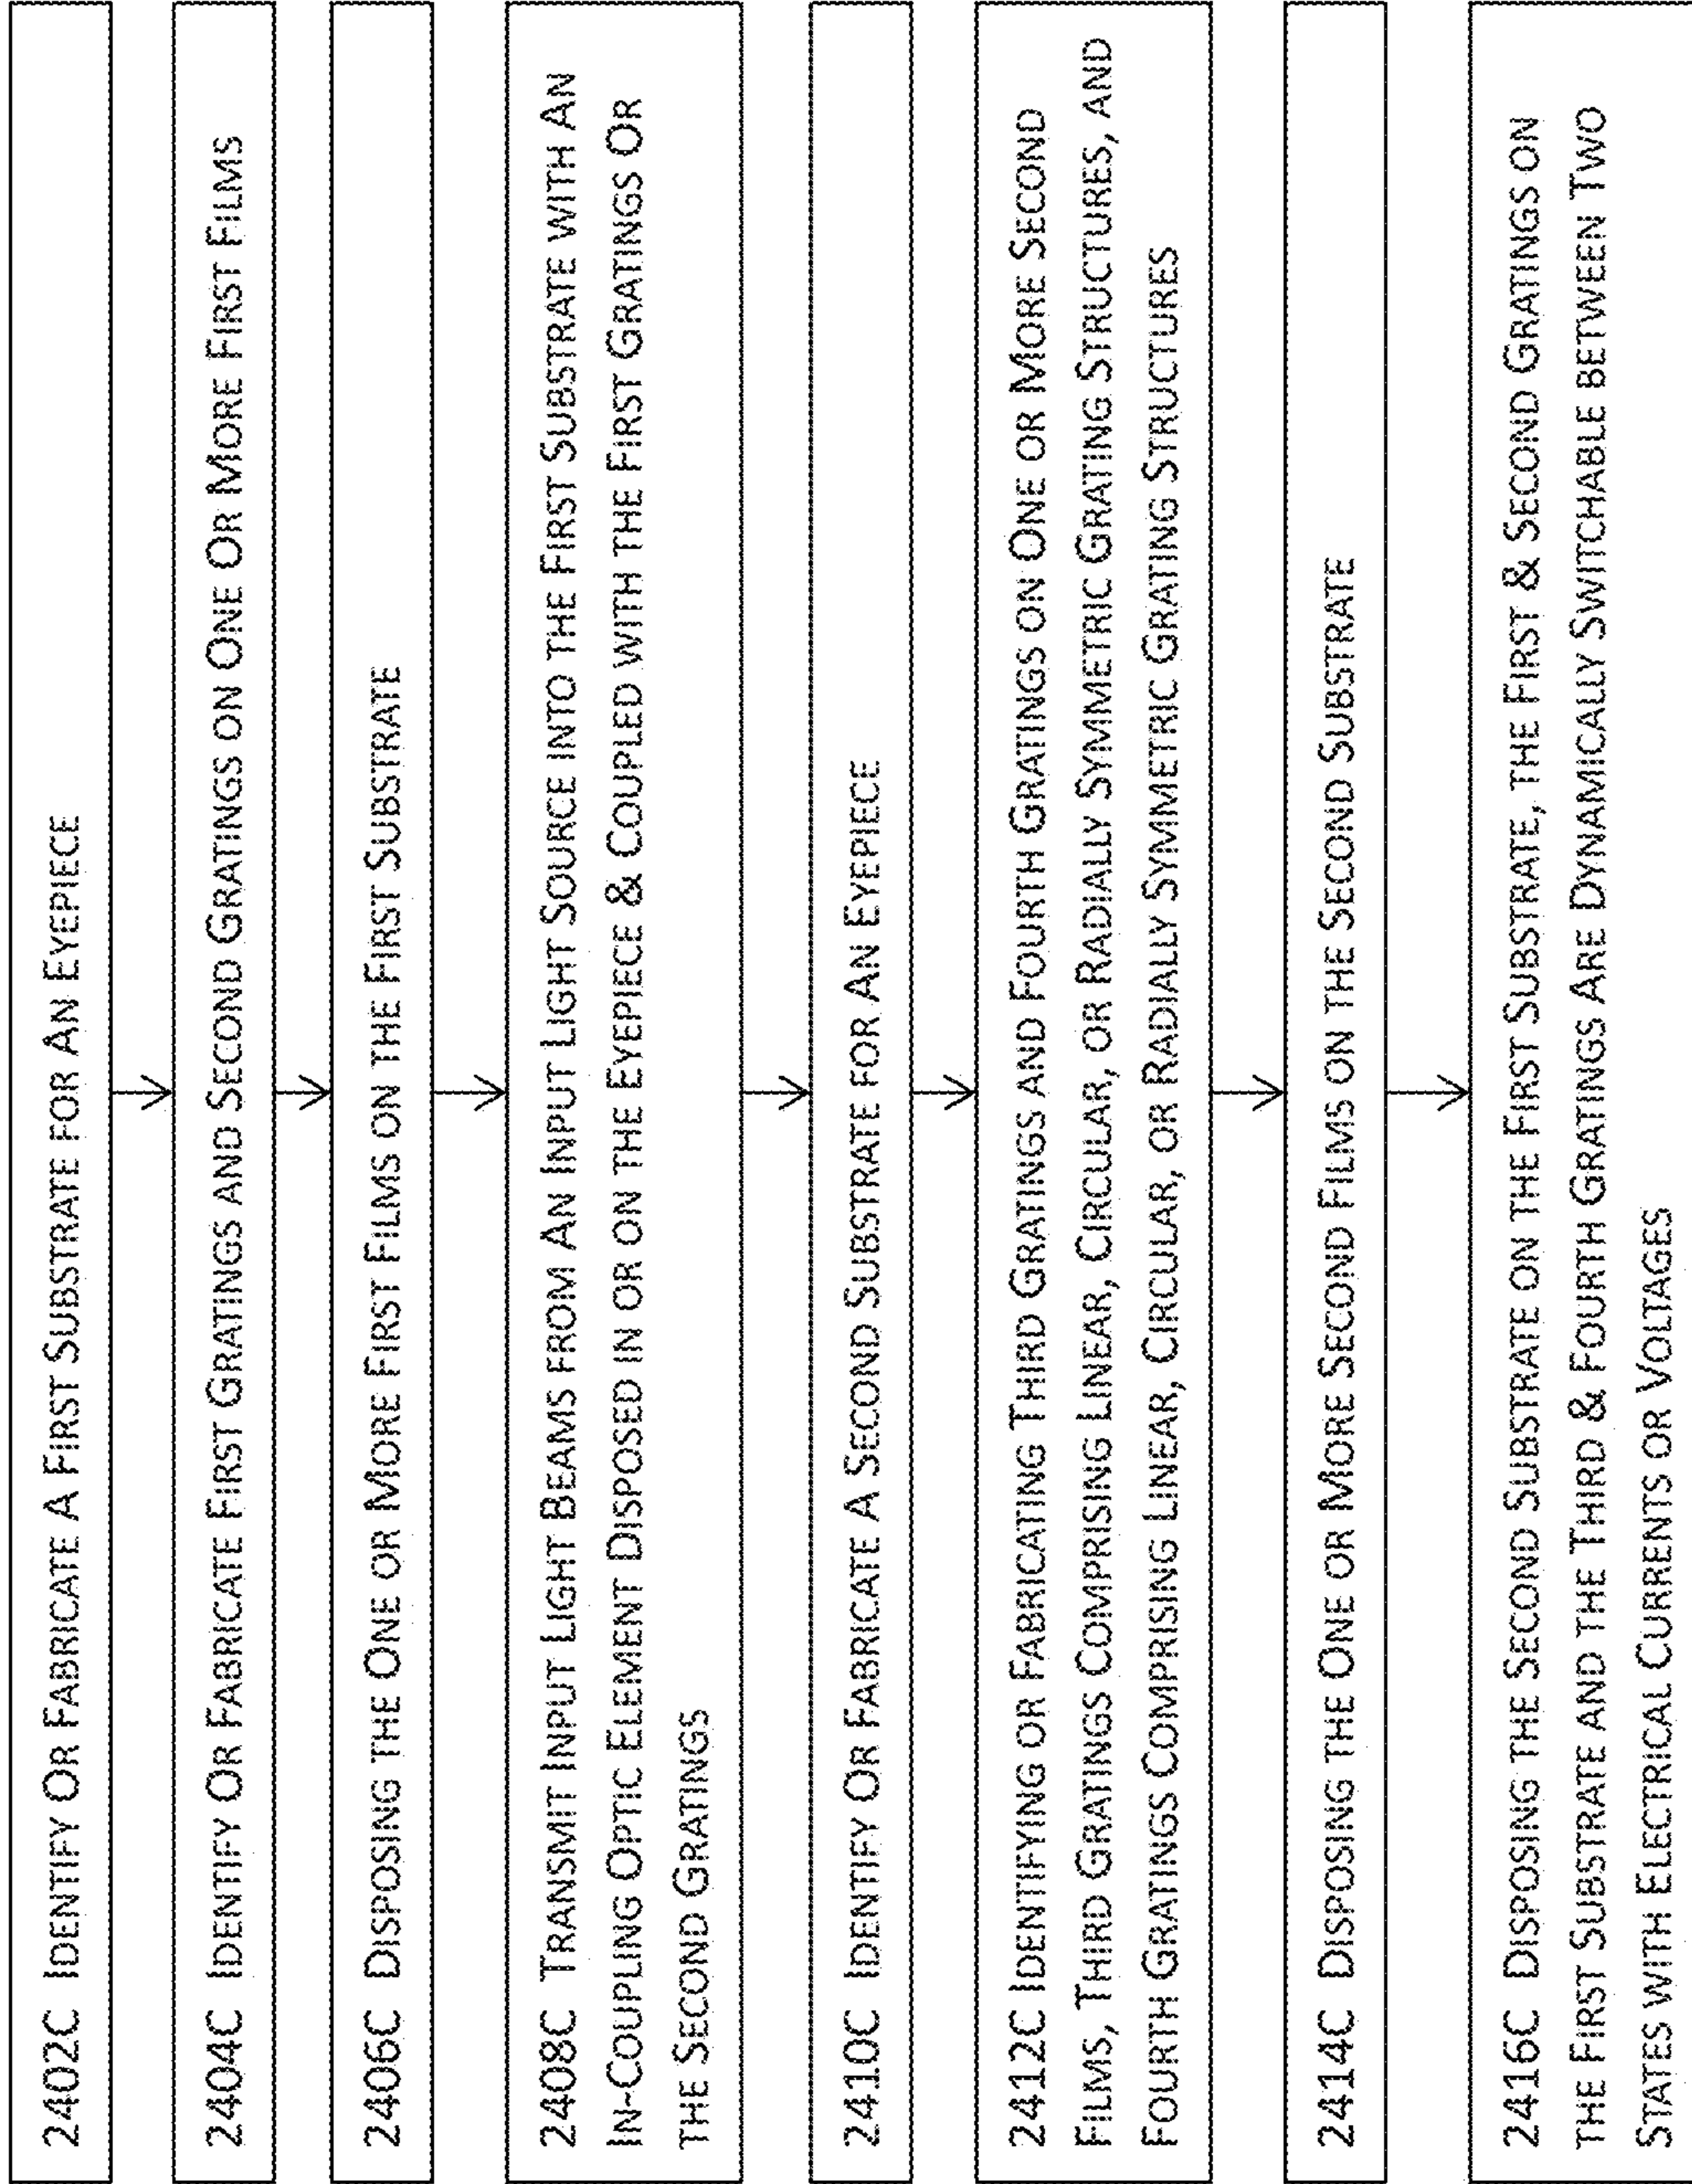 2402C Identify Or Fabricate A First Substrate for An Eyepiece
2404C Identify Or Fabricate First Gratings and Second Gratings on One Or More First Films
2406C Disposing the One or More First Films on the First Substrate
2408C Transmit Input Light Beams from An Input Light Source into the First Substrate with An
In-Coupling Optic Element Disposed in or on the Eyepiece & Coupled with the First Gratings Or
the Second Gratings
2410C Identify Or Fabricate A Second Substrate for An Eyepiece
2412C Identifying or Fabricating Third Gratings and Fourth Gratings on One or More Second
Films, Third Gratings Comprising Linear, Circular, or Radially Symmetric Grating Structures, and
Fourth Gratings Comprising Linear, Circular, or Radially Symmetric Grating Structures
2414C Disposing the One or More Second Films on the Second Substrate
2416C Disposing the Second Substrate on the First Substrate, the First & Second Gratings on
the First Substrate and the Third & Fourth Gratings Are Dynamically Switchable between Two
States with Electrical Currents or Voltages